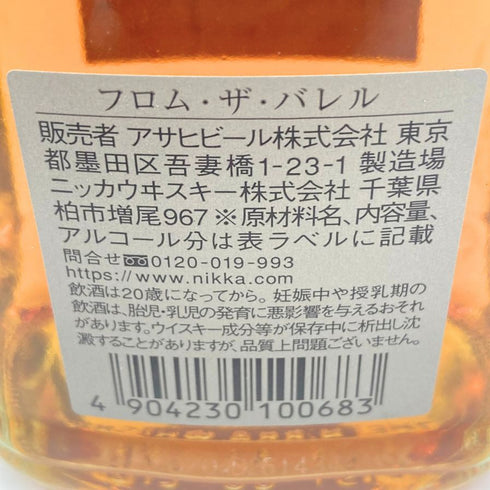 フロム・ザ・バレル
販売者 アサヒビール株式会社 東京
都墨田区吾妻橋1-23-1 製造場
ニッカウヰスキー株式会社 千葉県
柏市増尾967※原材料名、内容量、
アルコール分は表ラベルに記載
問合せ 0120-019-993
https://www.nikka.com
飲酒は20歳になってから。妊娠中や授乳期の
飲酒は、胎児・乳児の発育に悪影響を与えるおそれ
があります。ウイスキー成分等が保存中に析出し沈
澱することがありますが、品質上問題ございません。
4 904230 100683